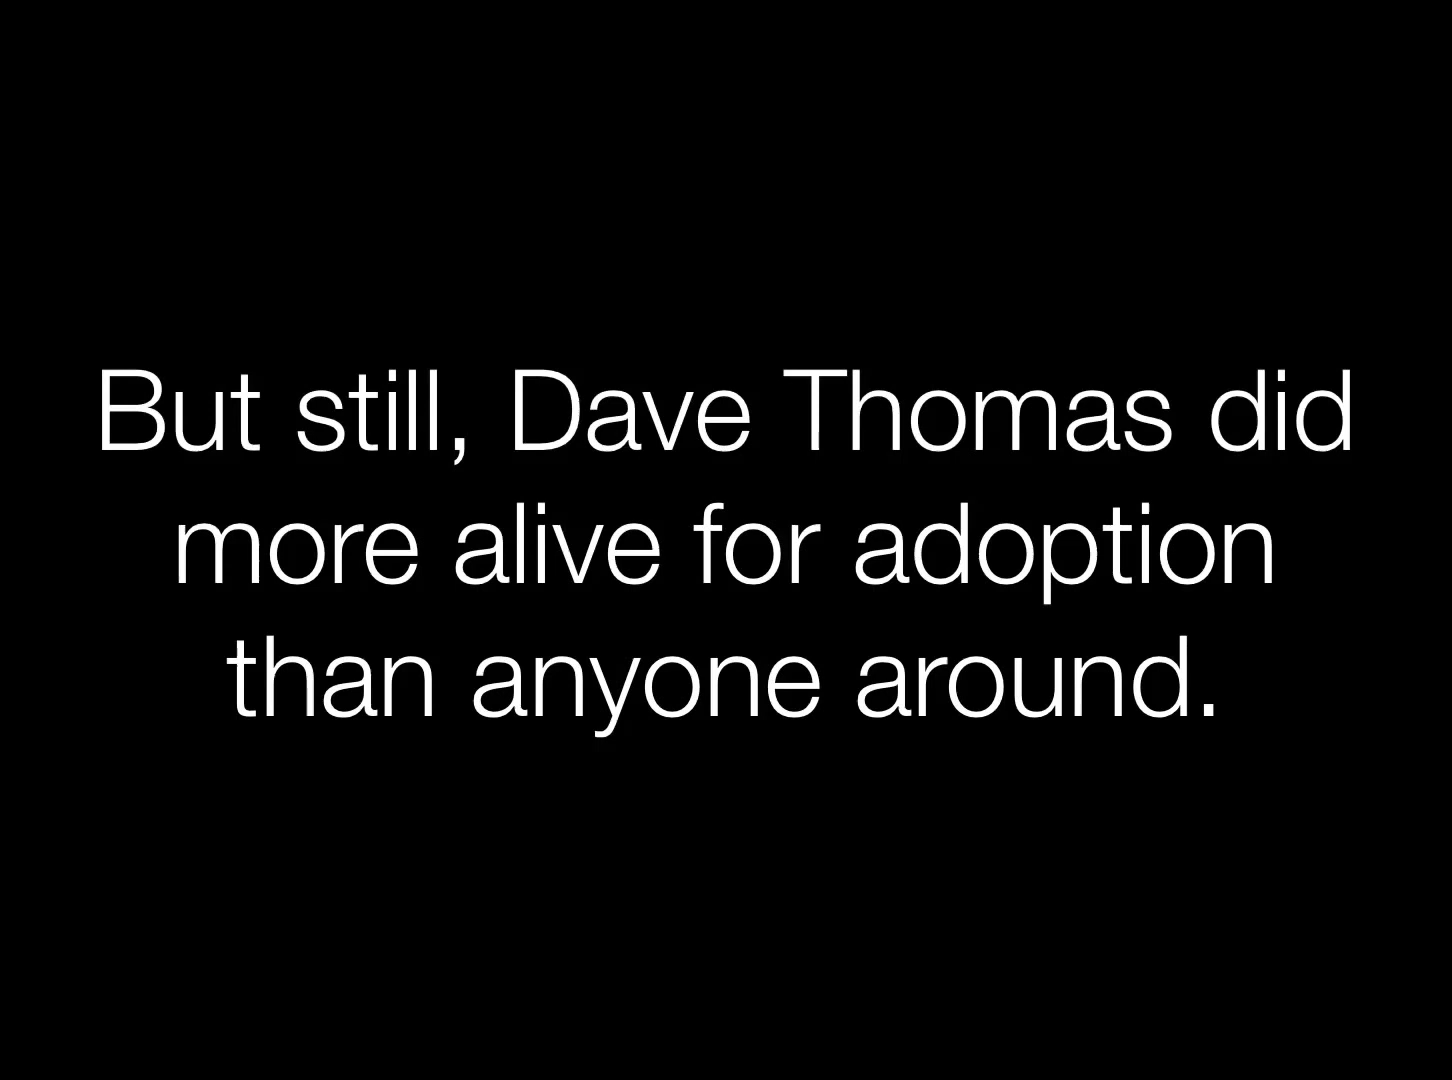 But still, Dave Thomas did
more alive for adoption
than anyone around.